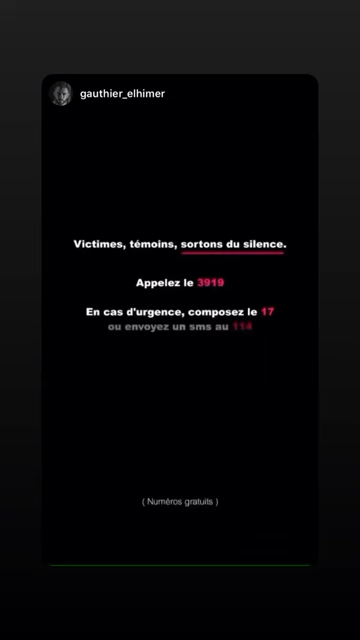 gauthier_elhimer
Victimes, témoins, sortons du silence.
Appelez le 3919
En cas d'urgence, composez le 17
ou envoyez un sms au 114
( Numéros gratuits )